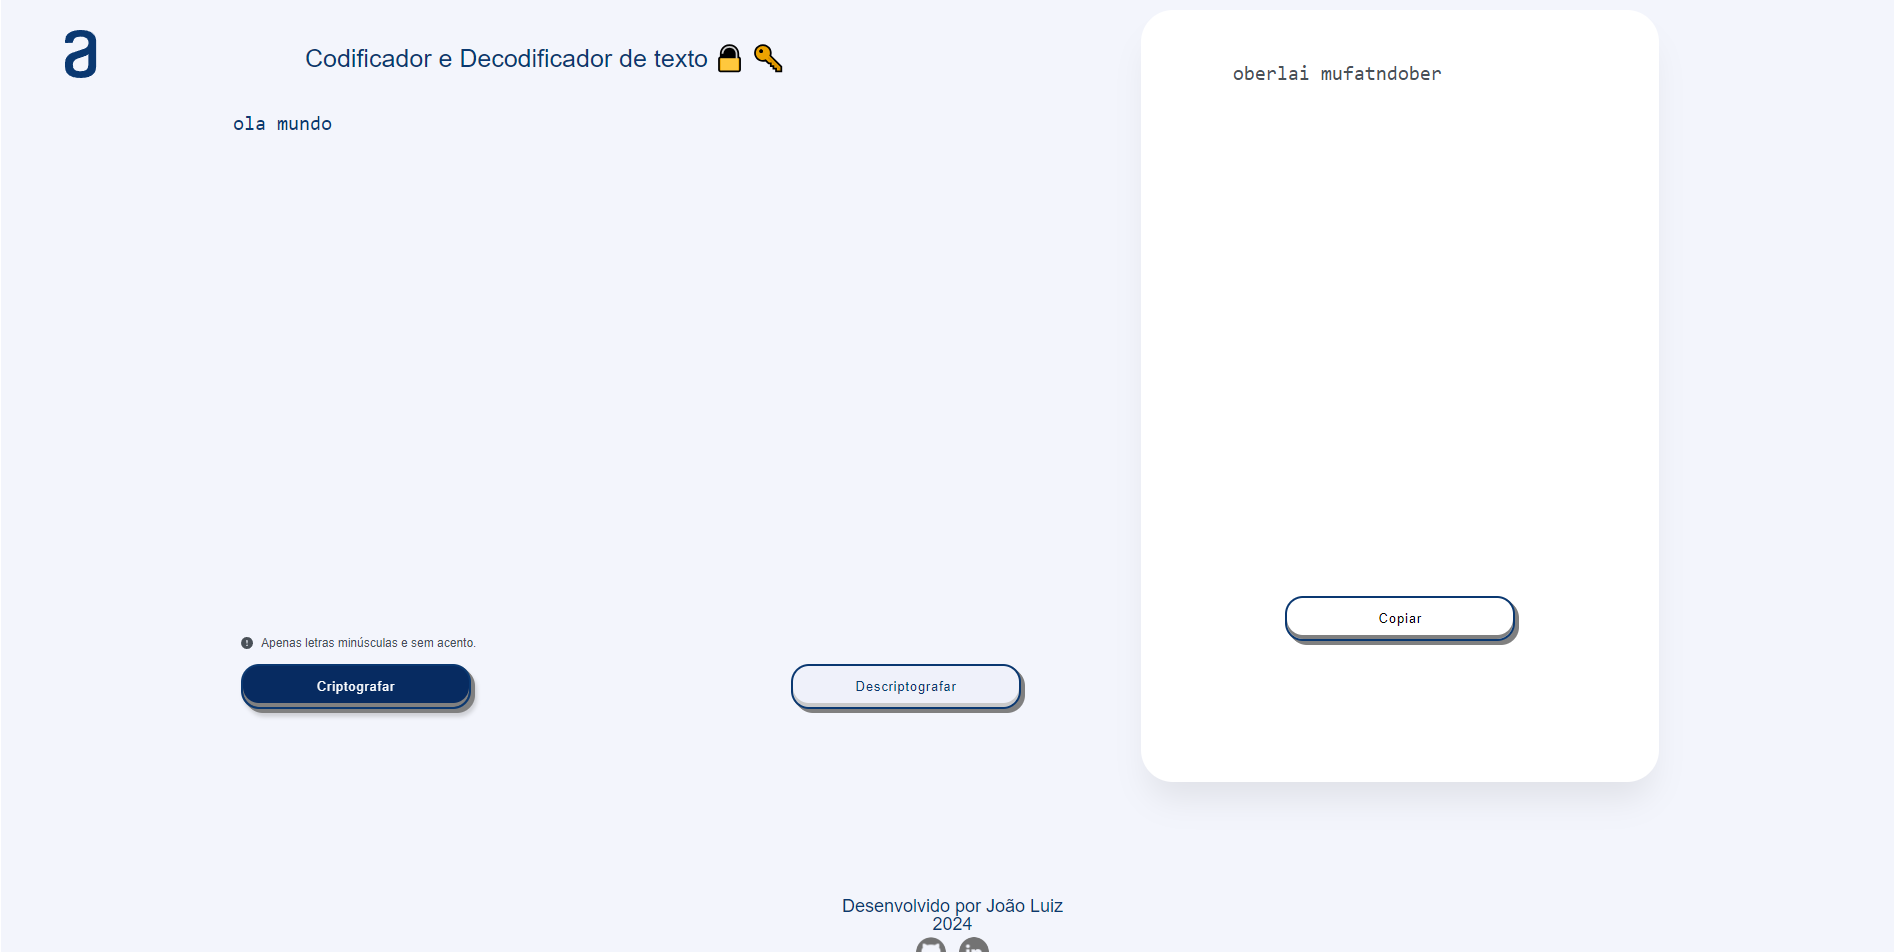 a
Codificador e Decodificador de texto 🔒 🔑
ola mundo
Apenas letras minúsculas e sem acento.
Criptografar
Descriptografar
oberlai mufatndober
Copiar
Desenvolvido por João Luiz
2024
in